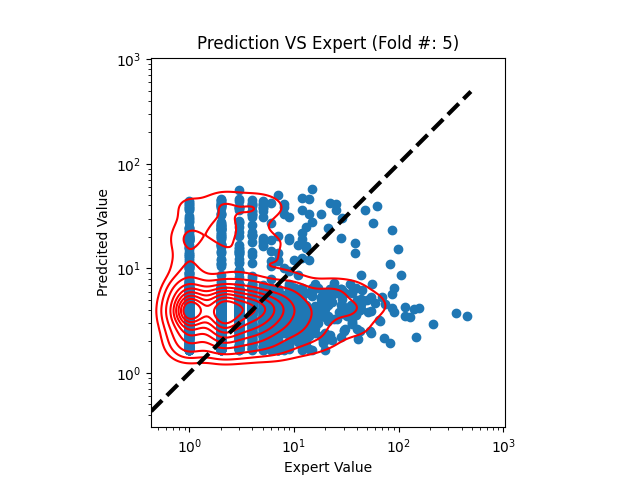 Prediction VS Expert (Fold #: 5)
10³
10²
10¹
10⁰
Predcited Value
10⁰ 10¹ 10² 10³
Expert Value